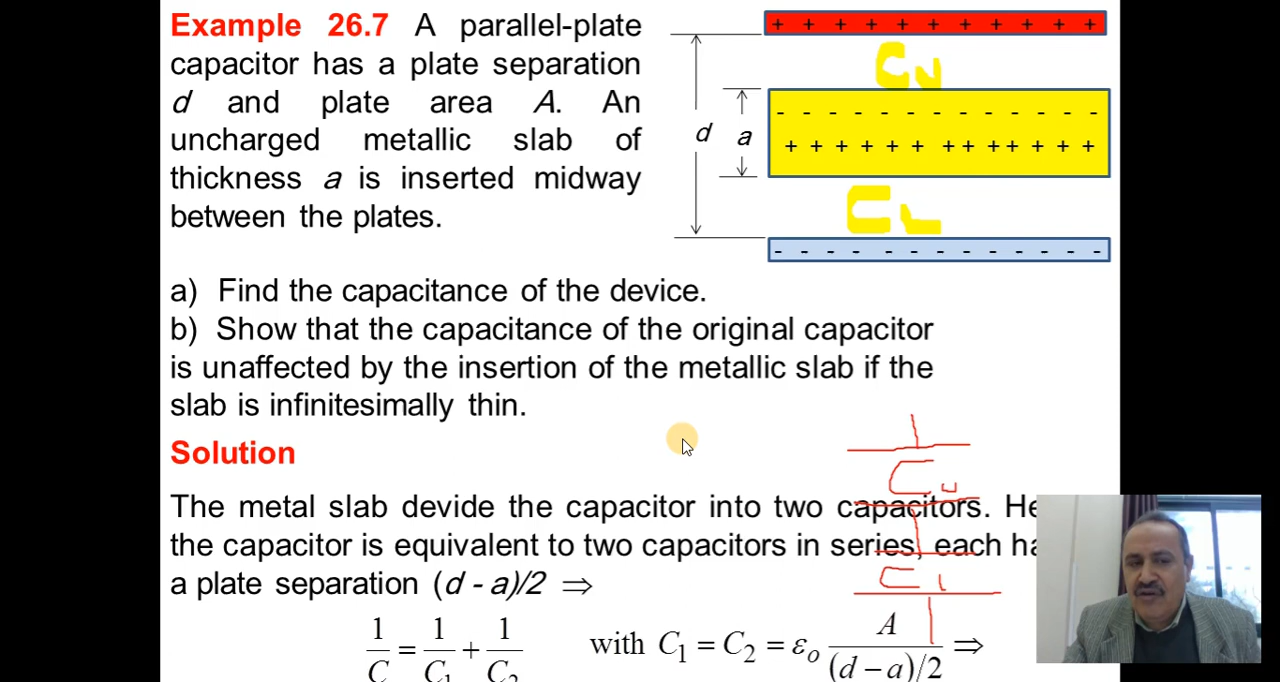 Example 26.7 A parallel-plate
capacitor has a plate separation
d and plate area A. An
uncharged metallic slab of
thickness a is inserted midway
between the plates.
+ + + + + + + + + + +
Cu
d a
- - - - - - - - - - - - -
+ + + + + + + + + + + + +
CL
- - - - - - - - - - - - -
a) Find the capacitance of the device.
b) Show that the capacitance of the original capacitor
is unaffected by the insertion of the metallic slab if the
slab is infinitesimally thin.
Solution
Cu
The metal slab devide the capacitor into two capacitors. He
the capacitor is equivalent to two capacitors in series, each ha
a plate separation (d - a)/2 ⇒
CL
1/C = 1/C1 + 1/C2 with C1 = C2 = εo A/(d – a)/2 ⇒